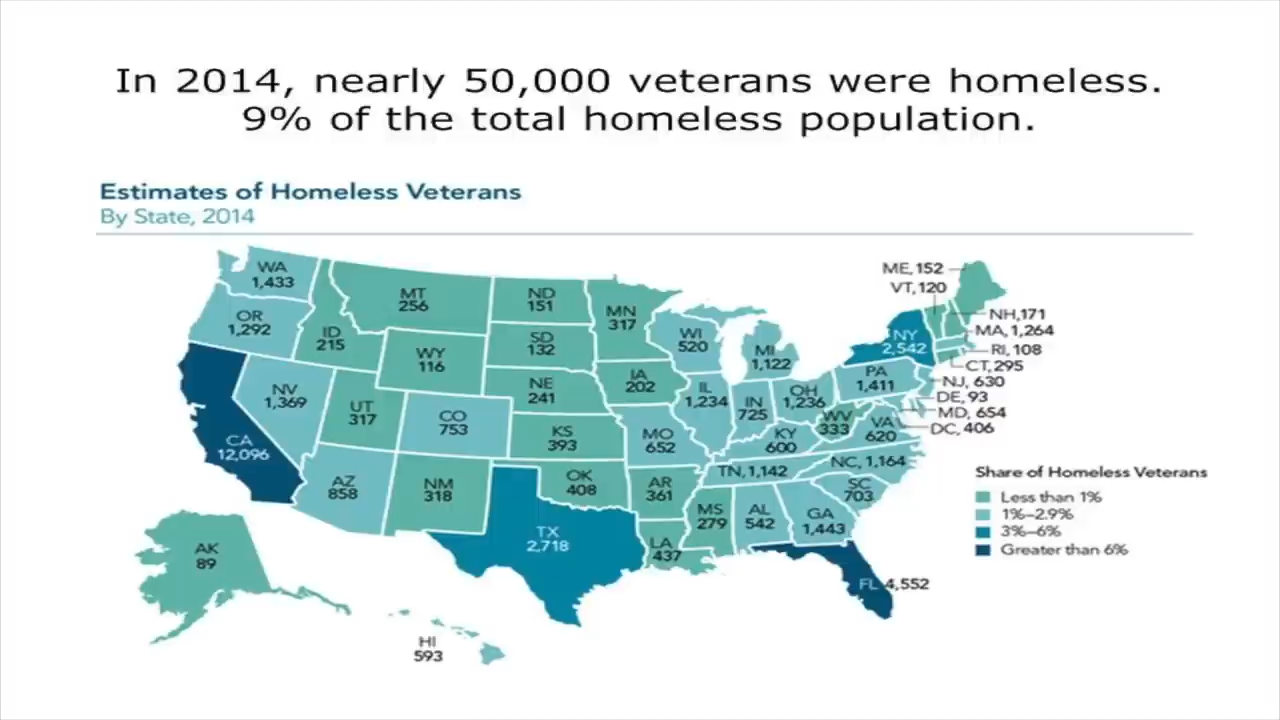 In 2014, nearly 50,000 veterans were homeless.
9% of the total homeless population.
Estimates of Homeless Veterans
By State, 2014
WA
1,433
OR
1,292
CA
12,096
NV
1,369
ID
215
MT
256
WY
116
UT
317
CO
753
AZ
858
NM
318
ND
151
SD
132
NE
241
KS
393
OK
408
TX
2,718
MN
317
IA
202
MO
652
AR
361
LA
437
WI
520
IL
1,234
MI
1,122
IN
725
OH
1,236
KY
600
TN, 1,142
MS
279
AL
542
GA
1,443
FL 4,552
SC
703
NC, 1,164
VA
620
WV
333
PA
1,411
NY
2,542
ME, 152
VT, 120
NH, 171
MA, 1,264
RI, 108
CT, 295
NJ, 630
DE, 93
MD, 654
DC, 406
AK
89
HI
593
Share of Homeless Veterans
Less than 1%
1%–2.9%
3%–6%
Greater than 6%